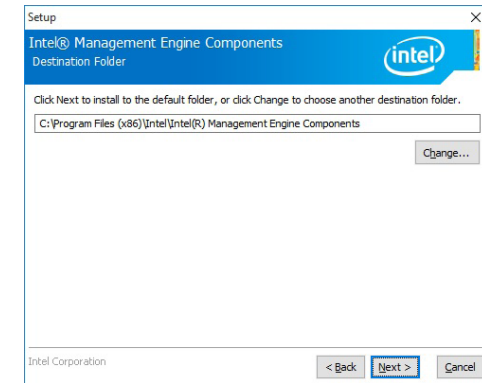 Setup
Intel® Management Engine Components
Destination Folder
intel
Click Next to install to the default folder, or click Change to choose another destination folder.
C:\Program Files (x86)\Intel\Intel(R) Management Engine Components
Change...
Intel Corporation
< Back Next > Cancel